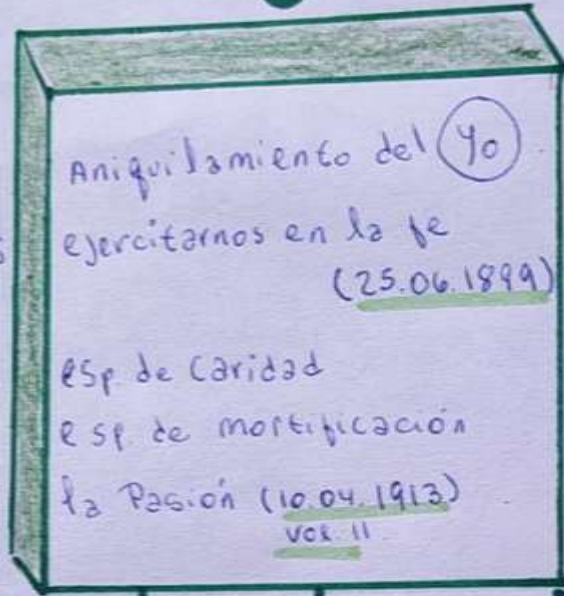 Aniquilamiento del yo
ejercitarnos en la fe
(25.06.1899)
esp. de Caridad
esp. de mortificación
la Pasión (10.04.1913)
Vol. 11